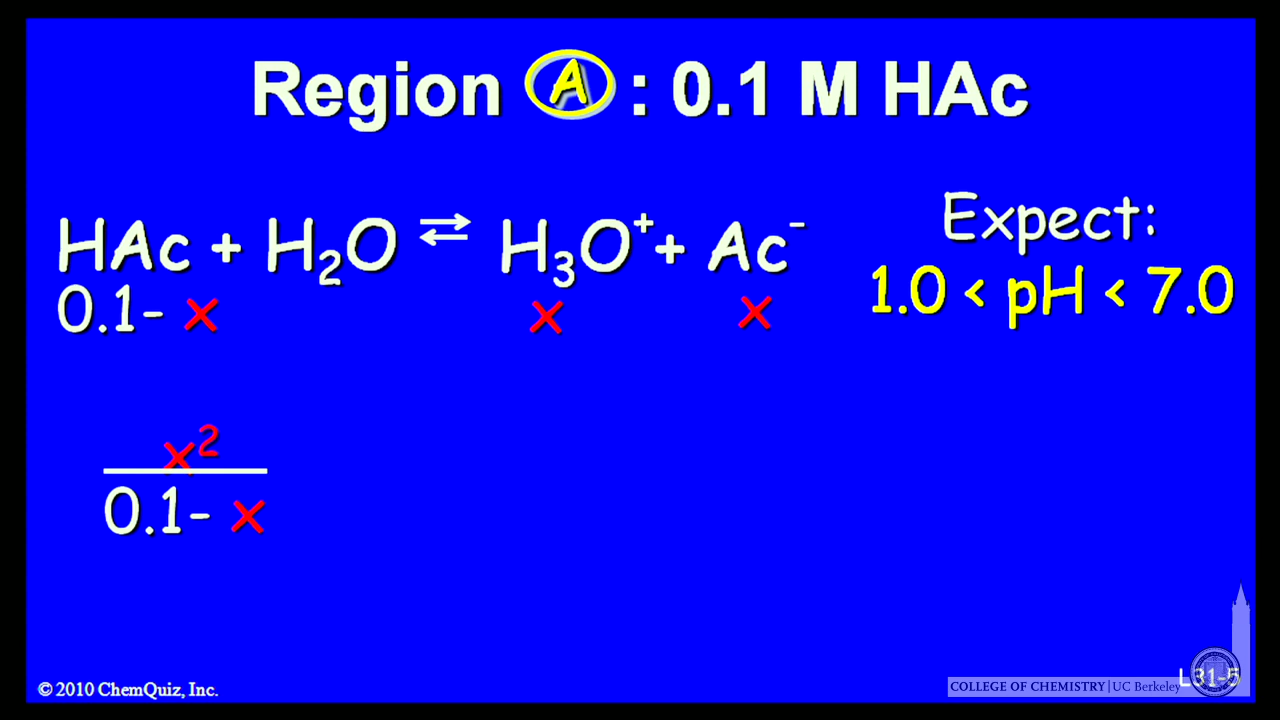 Region A : 0.1 M HAc
HAc + H₂O ⇄ H₃O⁺ + Ac⁻
0.1- x x x
Expect:
1.0 < pH < 7.0
x²
0.1- x
© 2010 ChemQuiz, Inc.
COLLEGE OF CHEMISTRY | UC Berkeley
L31-5